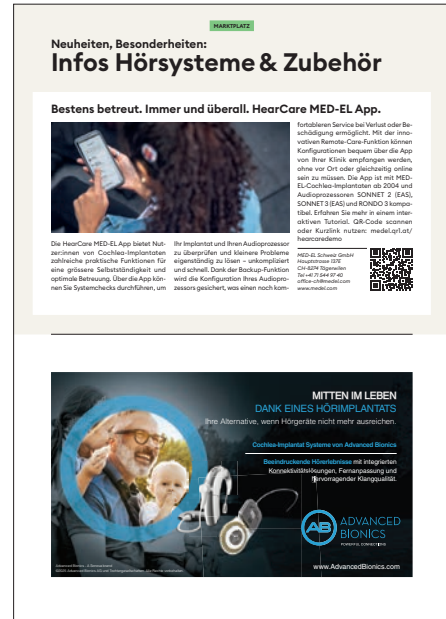 MARKTPLATZ
Neuheiten, Besonderheiten:
Infos Hörsysteme & Zubehör
Bestens betreut. Immer und überall. HearCare MED-EL App.
Die HearCare MED-EL App bietet Nut-
zer:innen von Cochlea-Implantaten
zahlreiche praktische Funktionen für
eine grössere Selbstständigkeit und
optimale Betreuung. Über die App kön-
nen Sie Systemchecks durchführen, um
Ihr Implantat und Ihren Audioprozessor
zu überprüfen und kleinere Probleme
eigenständig zu lösen – unkompliziert
und schnell. Dank der Backup-Funktion
wird die Konfiguration Ihres Audiopro-
zessors gesichert, was einen noch kom-
fortableren Service bei Verlust oder Be-
schädigung ermöglicht. Mit der inno-
vativen Remote-Care-Funktion können
Konfigurationen bequem über die App
von Ihrer Klinik empfangen werden,
ohne vor Ort oder gleichzeitig online
sein zu müssen. Die App ist mit MED-
EL-Cochlea-Implantaten ab 2004 und
Audioprozessoren SONNET 2 (EAS),
SONNET 3 (EAS) und RONDO 3 kompa-
tibel. Erfahren Sie mehr in einem inter-
aktiven Tutorial. QR-Code scannen
oder Kurzlink nutzen: medel.qrl.at/
hearcaredemo
MED-EL Schweiz GmbH
Hauptstrasse 137E
CH-8274 Tägerwilen
Tel +41 71 544 97 40
office-ch@medel.com
www.medel.com
MITTEN IM LEBEN
DANK EINES HÖRIMPLANTATS
Ihre Alternative, wenn Hörgeräte nicht mehr ausreichen.
Cochlea-Implantat Systeme von Advanced Bionics
Beeindruckende Hörerlebnisse mit integrierten
Konnektivitätslösungen, Fernanpassung und
hervorragender Klangqualität.
AB
ADVANCED
BIONICS
POWERFUL CONNECTIONS
www.AdvancedBionics.com